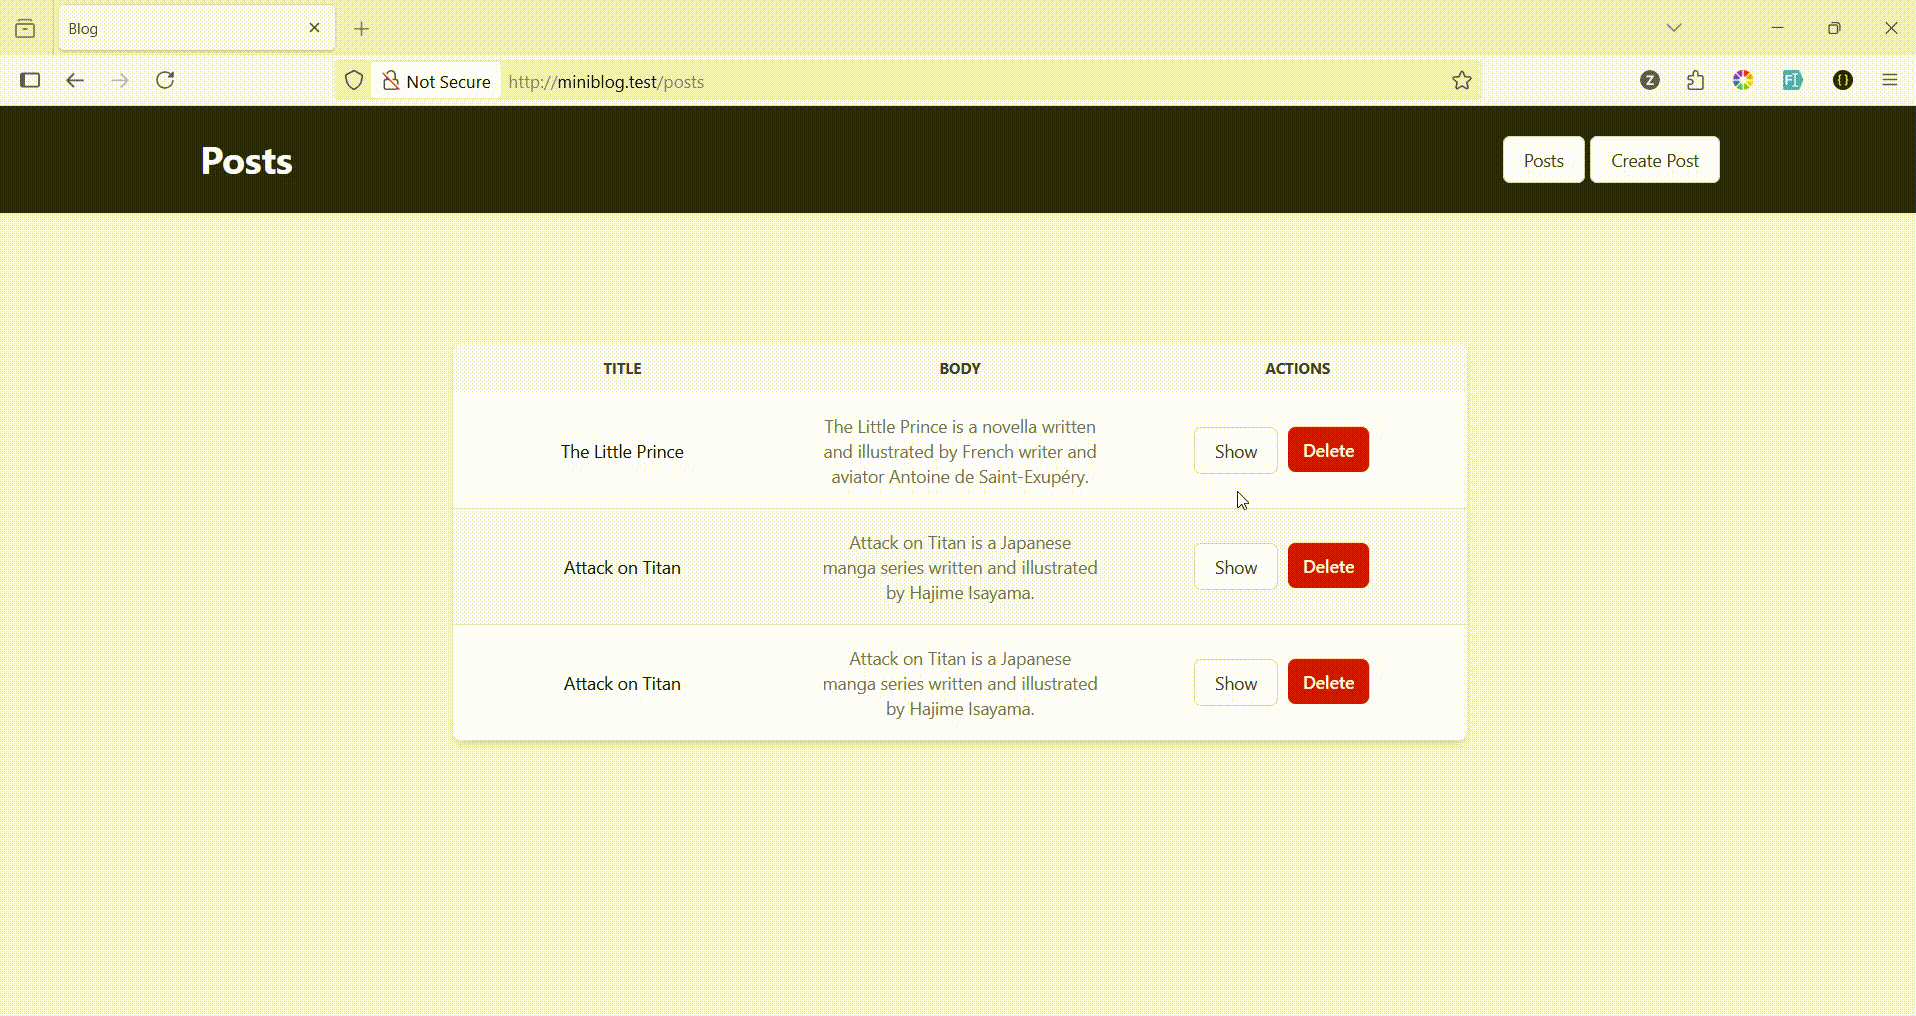 Blog
Not Secure http://miniblog.test/posts
Z
FI
{}
Posts
Posts
Create Post
TITLE BODY ACTIONS
The Little Prince
The Little Prince is a novella written
and illustrated by French writer and
aviator Antoine de Saint-Exupéry.
Show Delete
Attack on Titan
Attack on Titan is a Japanese
manga series written and illustrated
by Hajime Isayama.
Show Delete
Attack on Titan
Attack on Titan is a Japanese
manga series written and illustrated
by Hajime Isayama.
Show Delete